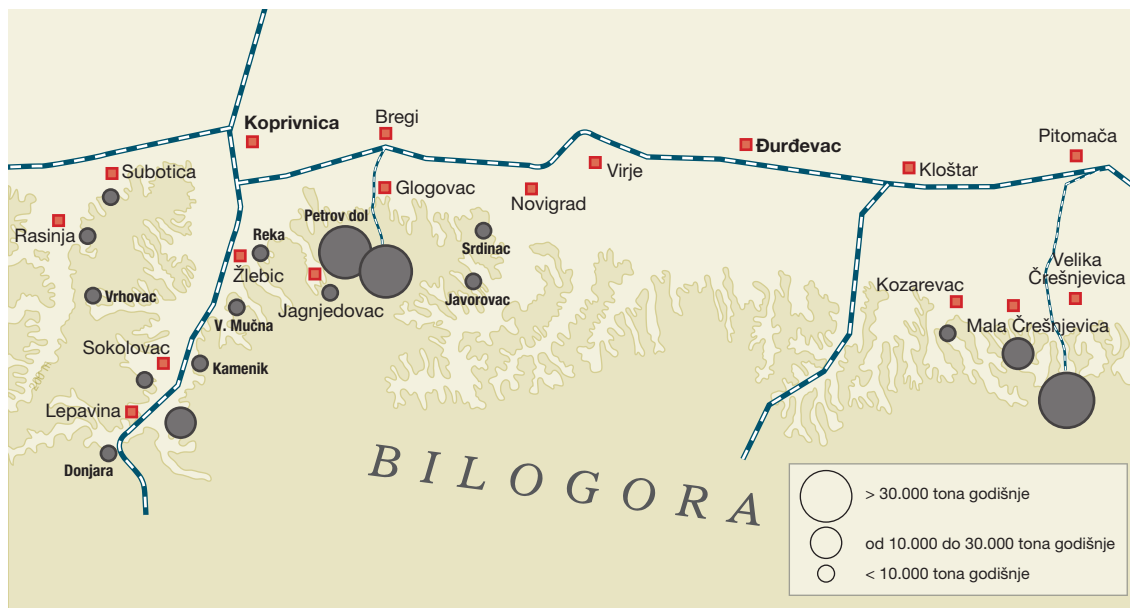 Bregi
Koprivnica
Đurđevac
Pitomača
Subotica
Virje
Kloštar
Glogovac
Novigrad
Petrov dol
Rasinja
Reka
Srdinac
Velika
Črešnjevica
Žlebic
Kozarevac
Vrhovac
Jagnjedovac
Javorovac
V. Mučna
Mala Črešnjevica
Sokolovac
Kamenik
200 m
Lepavina
Donjara
BILOGORA
> 30.000 tona godišnje
od 10.000 do 30.000 tona godišnje
< 10.000 tona godišnje